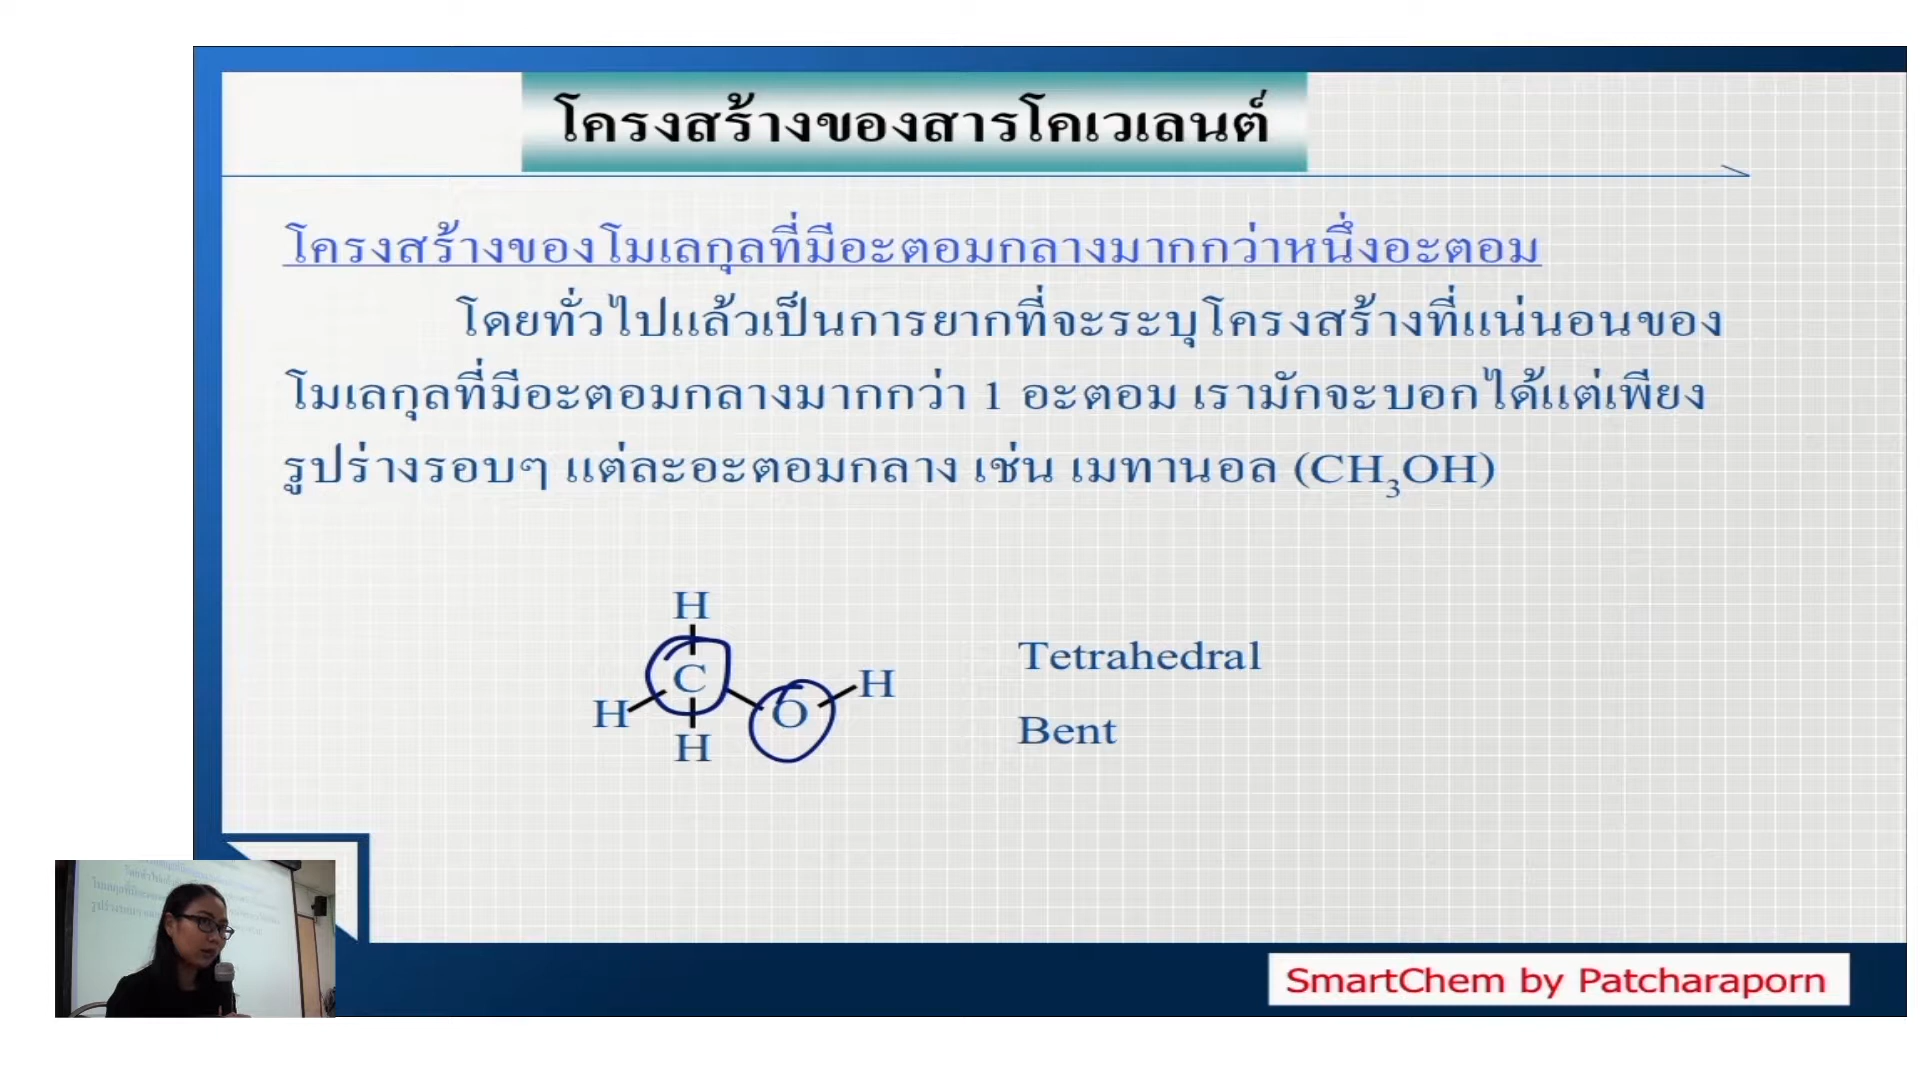 โครงสร้างของสารโคเวเลนต์
โครงสร้างของโมเลกุลที่มีอะตอมกลางมากกว่าหนึ่งอะตอม
โดยทั่วไปแล้วเป็นการยากที่จะระบุโครงสร้างที่แน่นอนของ
โมเลกุลที่มีอะตอมกลางมากกว่า 1 อะตอม เรามักจะบอกได้แต่เพียง
รูปร่างรอบๆ แต่ละอะตอมกลาง เช่น เมทานอล (CH₃OH)
H
C
H
O
H
H
Tetrahedral
Bent
SmartChem by Patcharaporn